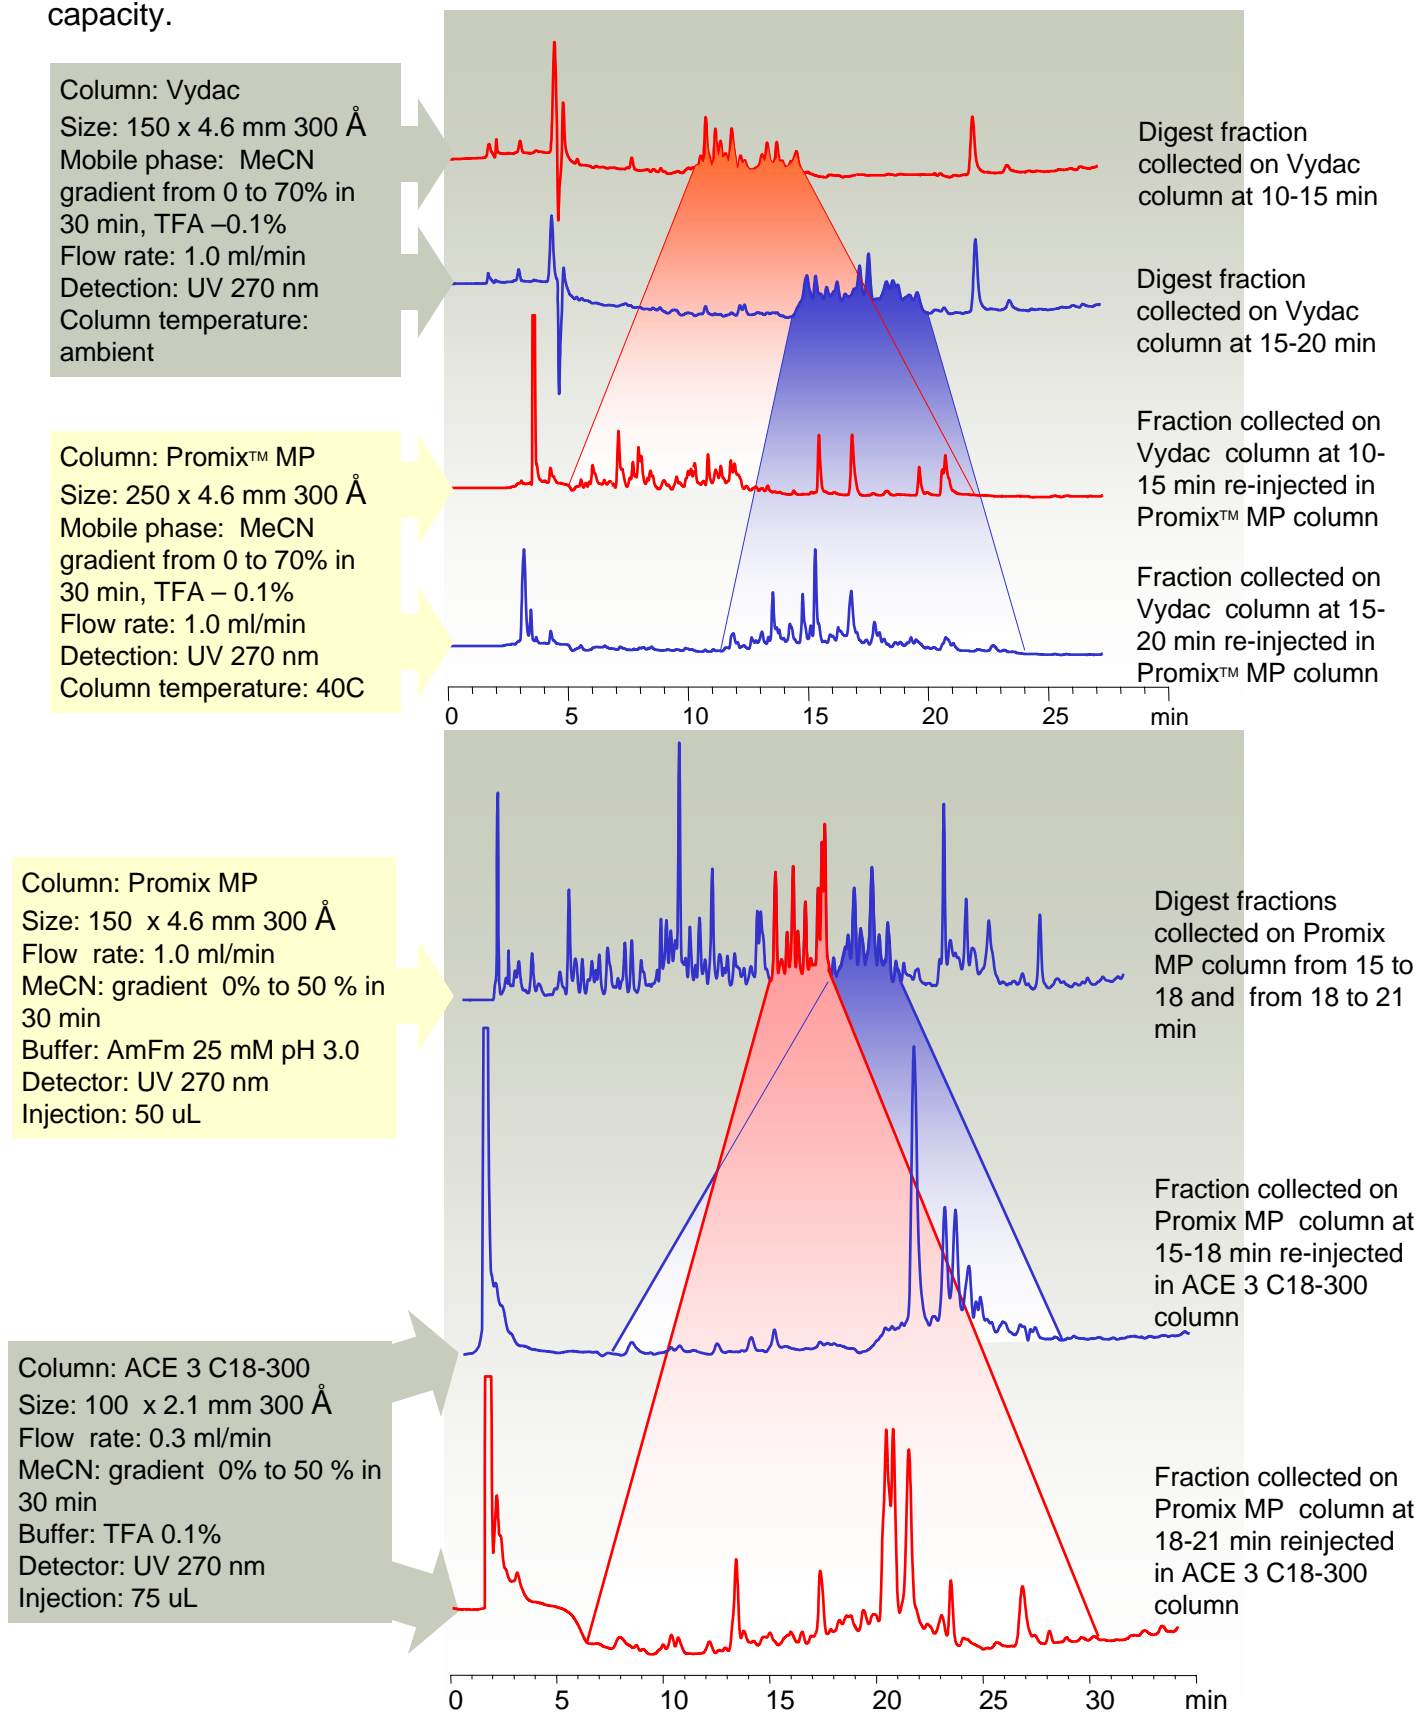 capacity.
Column: Vydac
Size: 150 x 4.6 mm 300 Å
Mobile phase:  MeCN
gradient from 0 to 70% in
30 min, TFA –0.1%
Flow rate: 1.0 ml/min
Detection: UV 270 nm
Column temperature:
ambient
Digest fraction
collected on Vydac
column at 10-15 min
Digest fraction
collected on Vydac
column at 15-20 min
Column: Promix™ MP
Size: 250 x 4.6 mm 300 Å
Mobile phase:  MeCN
gradient from 0 to 70% in
30 min, TFA – 0.1%
Flow rate: 1.0 ml/min
Detection: UV 270 nm
Column temperature: 40C
Fraction collected on
Vydac  column at 10-
15 min re-injected in
Promix™ MP column
Fraction collected on
Vydac  column at 15-
20 min re-injected in
Promix™ MP column
0 5 10 15 20 25 min
Column: Promix MP
Size: 150  x 4.6 mm 300 Å
Flow  rate: 1.0 ml/min
MeCN: gradient  0% to 50 % in
30 min
Buffer: AmFm 25 mM pH 3.0
Detector: UV 270 nm
Injection: 50 uL
Digest fractions
collected on Promix
MP column from 15 to
18 and  from 18 to 21
min
Fraction collected on
Promix MP  column at
15-18 min re-injected
in ACE 3 C18-300
column
Column: ACE 3 C18-300
Size: 100  x 2.1 mm 300 Å
Flow  rate: 0.3 ml/min
MeCN: gradient  0% to 50 % in
30 min
Buffer: TFA 0.1%
Detector: UV 270 nm
Injection: 75 uL
Fraction collected on
Promix MP  column at
18-21 min reinjected
in ACE 3 C18-300
column
0 5 10 15 20 25 30 min